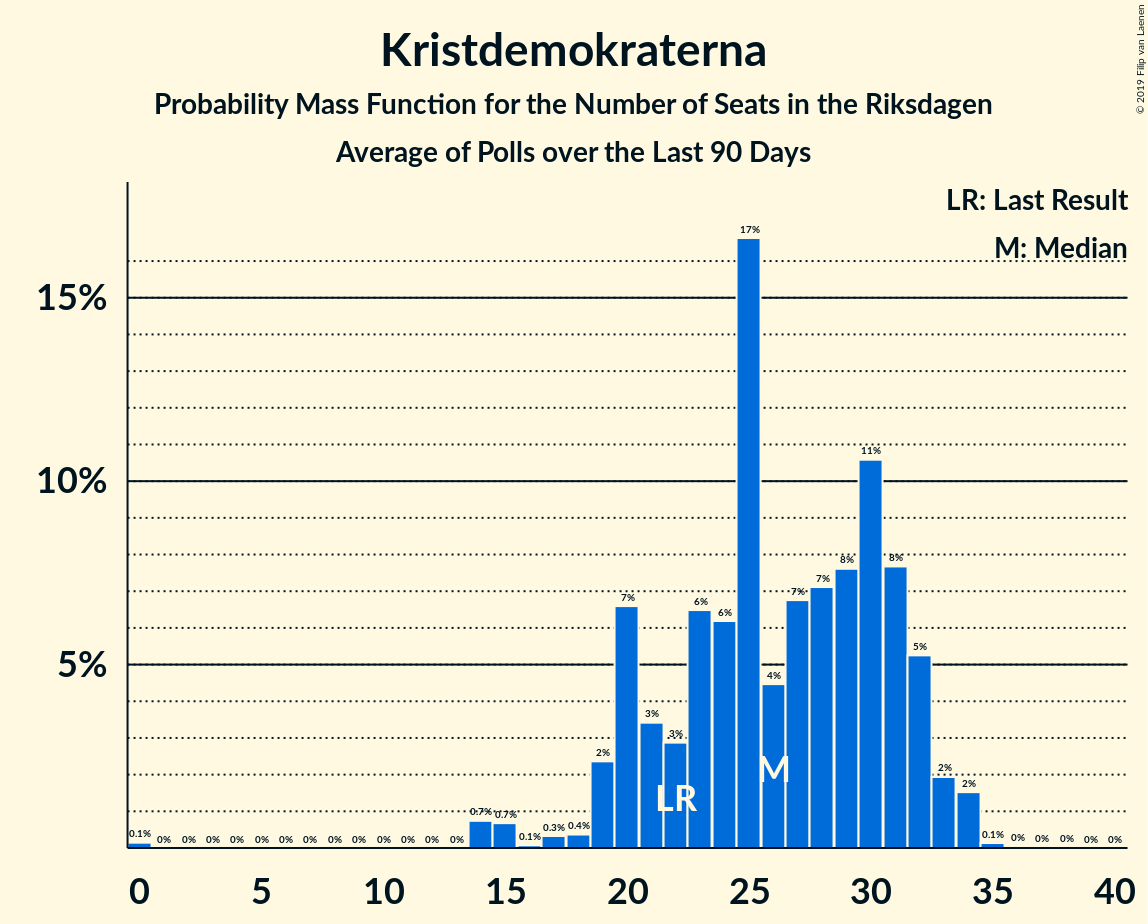 Kristdemokraterna
Probability Mass Function for the Number of Seats in the Riksdagen
Average of Polls over the Last 90 Days
© 2019 Filip van Laenen
LR: Last Result
M: Median
15%
10%
5%
0.1% 0% 0% 0% 0% 0% 0% 0% 0% 0% 0% 0% 0% 0% 0.7% 0.7% 0.1% 0.3% 0.4% 2% 7% 3% 3% 6% 6% 17% 4% 7% 7% 8% 11% 8% 5% 2% 2% 0.1% 0% 0% 0% 0% 0%
M
LR
0 5 10 15 20 25 30 35 40